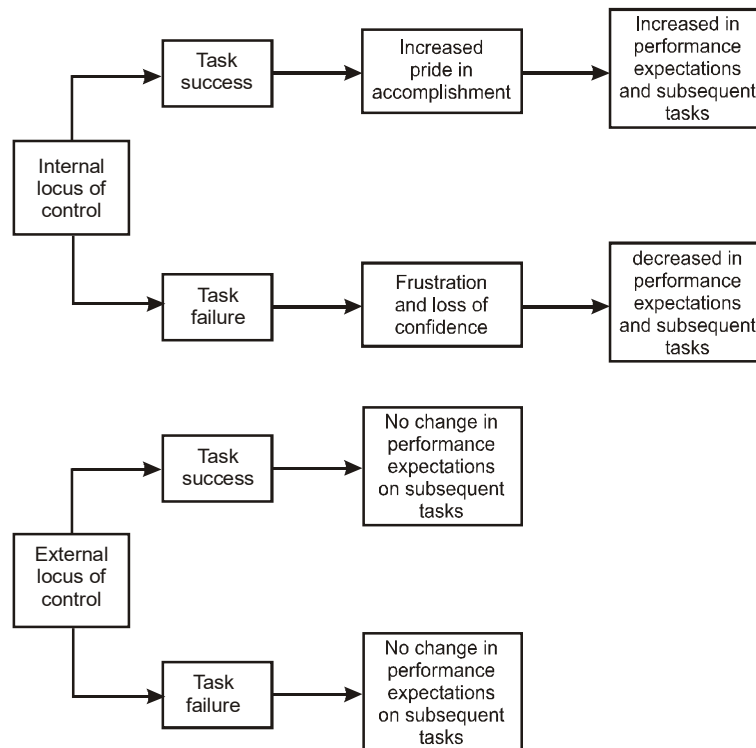 Task
success
Increased
pride in
accomplishment
Increased in
performance
expectations
and subsequent
tasks
Internal
locus of
control
Task
failure
Frustration
and loss of
confidence
decreased in
performance
expectations
and subsequent
tasks
Task
success
No change in
performance
expectations
on subsequent
tasks
External
locus of
control
Task
failure
No change in
performance
expectations
on subsequent
tasks